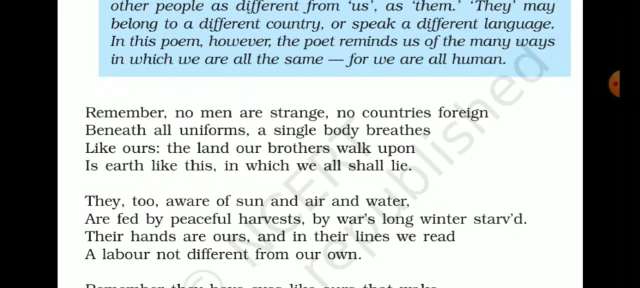 other people as different from ‘us’, as ‘them.’ ‘They’ may
belong to a different country, or speak a different language.
In this poem, however, the poet reminds us of the many ways
in which we are all the same — for we are all human.
Remember, no men are strange, no countries foreign
Beneath all uniforms, a single body breathes
Like ours: the land our brothers walk upon
Is earth like this, in which we all shall lie.
They, too, aware of sun and air and water,
Are fed by peaceful harvests, by war’s long winter starv’d.
Their hands are ours, and in their lines we read
A labour not different from our own.
Remember they have eyes like ours that wake
© NCERT
republished